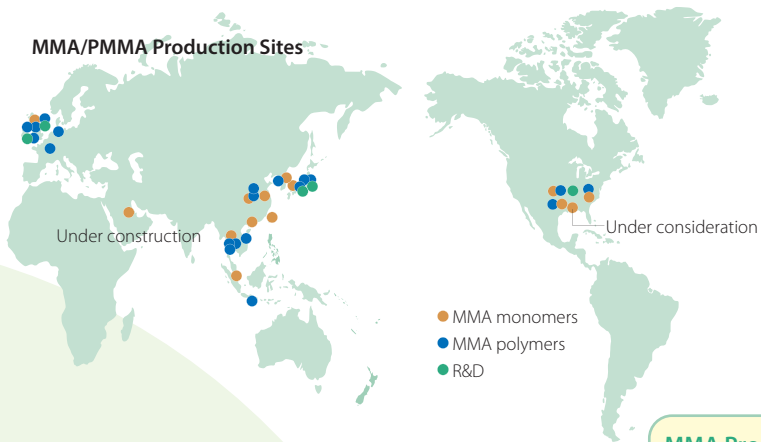 MMA/PMMA Production Sites
Under construction
Under consideration
MMA monomers
MMA polymers
R&D